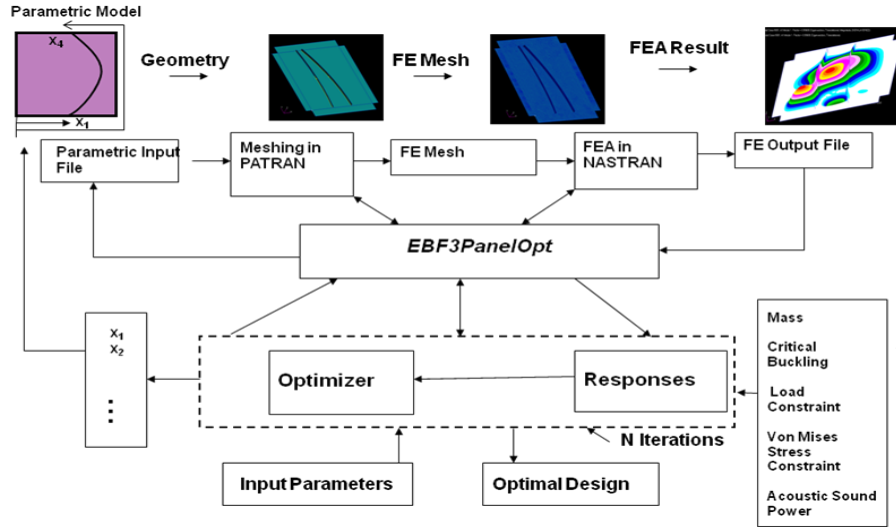 Parametric Model
X4
X1
Geometry
FE Mesh
FEA Result
Parametric Input
File
Meshing in
PATRAN
FE Mesh
FEA in
NASTRAN
FE Output File
EBF3PanelOpt
X1
X2
Optimizer
Responses
N Iterations
Input Parameters
Optimal Design
Mass
Critical
Buckling
Load
Constraint
Von Mises
Stress
Constraint
Acoustic Sound
Power